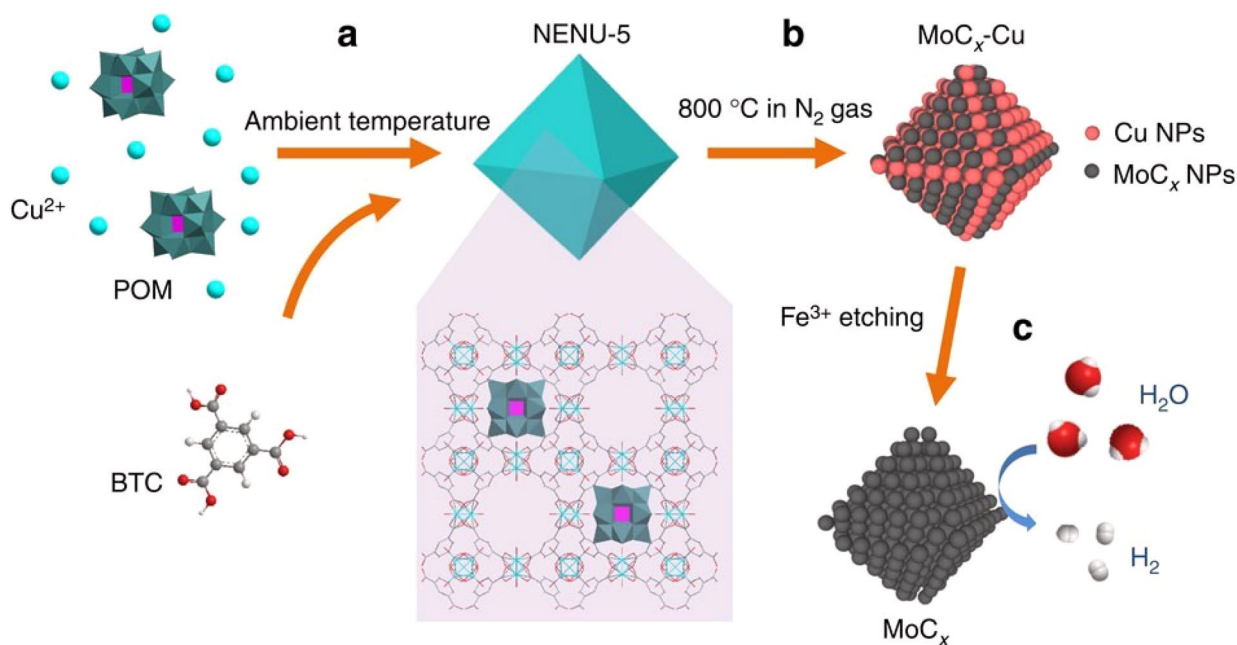 a
NENU-5
b
MoCₓ-Cu
Ambient temperature
800 °C in N₂ gas
Cu NPs
MoCₓ NPs
Cu²⁺
POM
Fe³⁺ etching
c
H₂O
BTC
H₂
MoCₓ